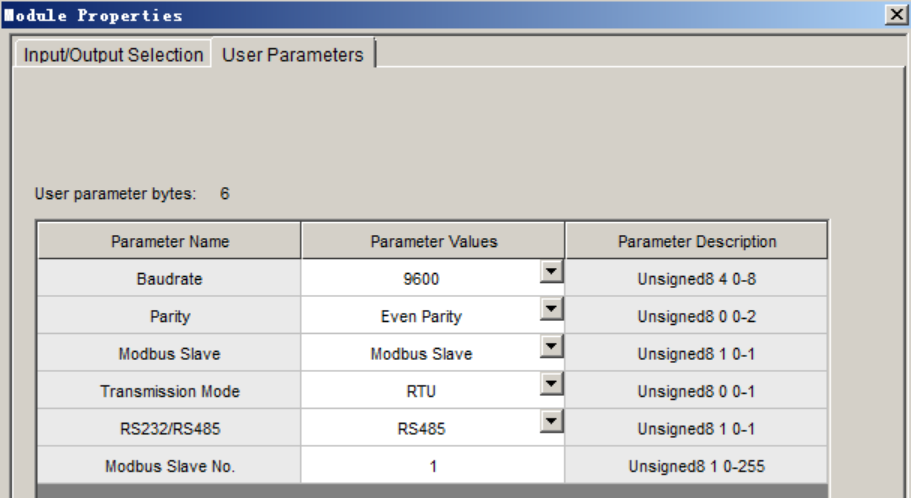 Module Properties
Input/Output Selection User Parameters
User parameter bytes: 6
Parameter Name Parameter Values Parameter Description
Baudrate 9600 Unsigned8 4 0-8
Parity Even Parity Unsigned8 0 0-2
Modbus Slave Modbus Slave Unsigned8 1 0-1
Transmission Mode RTU Unsigned8 0 0-1
RS232/RS485 RS485 Unsigned8 1 0-1
Modbus Slave No. 1 Unsigned8 1 0-255